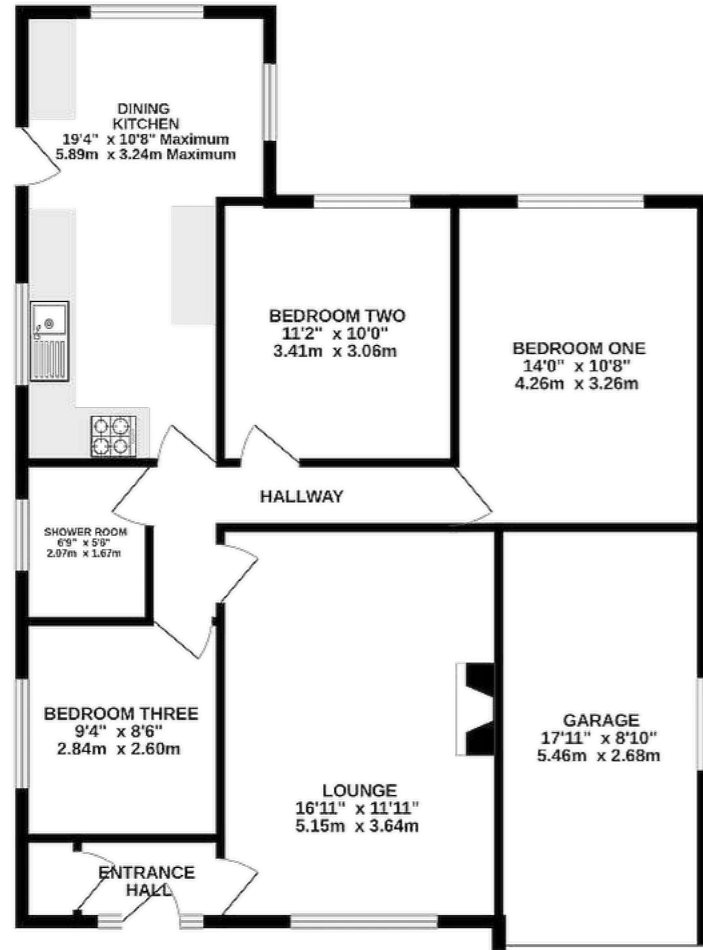 DINING
KITCHEN
19'4" x 10'8" Maximum
5.89m x 3.24m Maximum
BEDROOM TWO
11'2" x 10'0"
3.41m x 3.06m
BEDROOM ONE
14'0" x 10'8"
4.26m x 3.26m
HALLWAY
SHOWER ROOM
6'9" x 5'6"
2.07m x 1.67m
BEDROOM THREE
9'4" x 8'6"
2.84m x 2.60m
GARAGE
17'11" x 8'10"
5.46m x 2.68m
LOUNGE
16'11" x 11'11"
5.15m x 3.64m
ENTRANCE
HALL